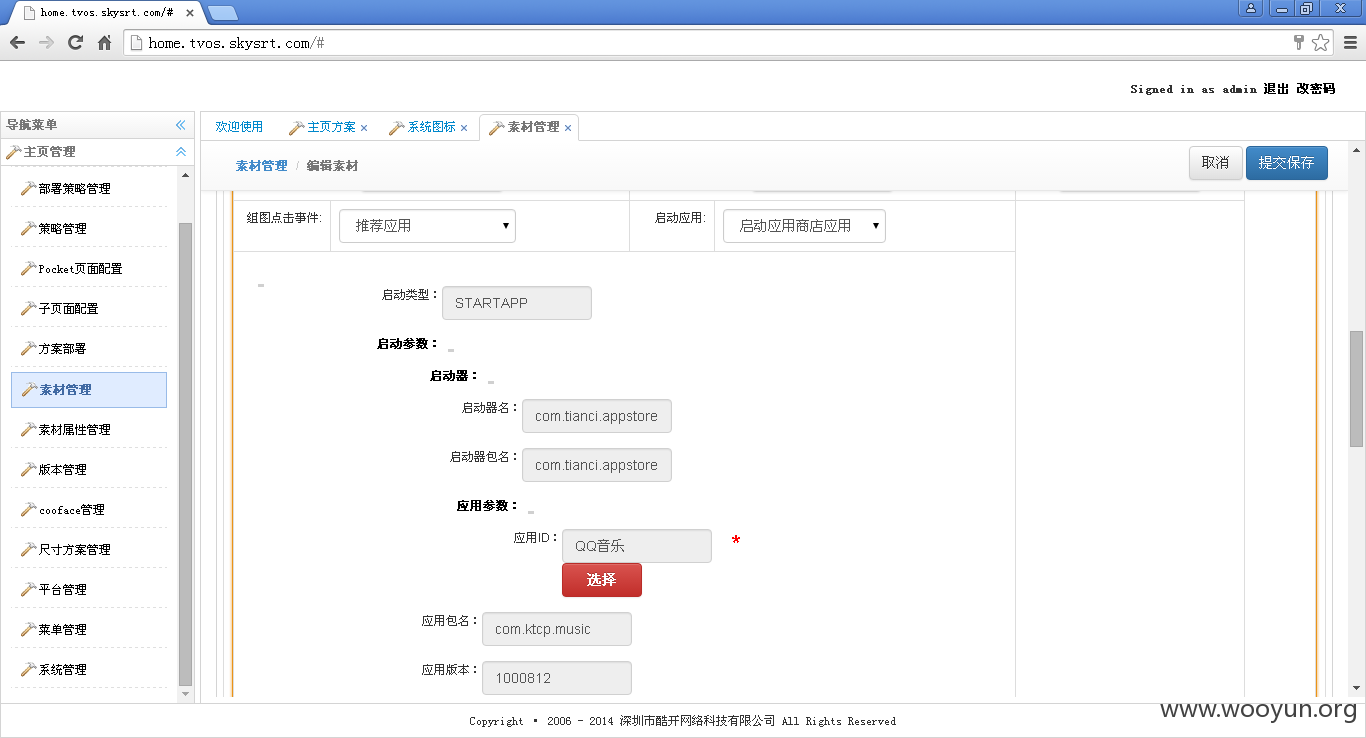 home.tvos.skysrt.com/#
home.tvos.skysrt.com/#
Signed in as admin 退出 改密码
导航菜单
主页管理
部署策略管理
策略管理
Pocket页面配置
子页面配置
方案部署
素材管理
素材属性管理
版本管理
cooface管理
尺寸方案管理
平台管理
菜单管理
系统管理
欢迎使用 主页方案 系统图标 素材管理
素材管理 / 编辑素材
取消 提交保存
组图点击事件: 推荐应用 启动应用: 启动应用商店应用
启动类型: STARTAPP
启动参数:
启动器:
启动器名: com.tianci.appstore
启动器包名: com.tianci.appstore
应用参数:
应用ID: QQ音乐 *
选择
应用包名: com.ktcp.music
应用版本: 1000812
Copyright • 2006 - 2014 深圳市酷开网络科技有限公司 All Rights Reserved
www.wooyun.org